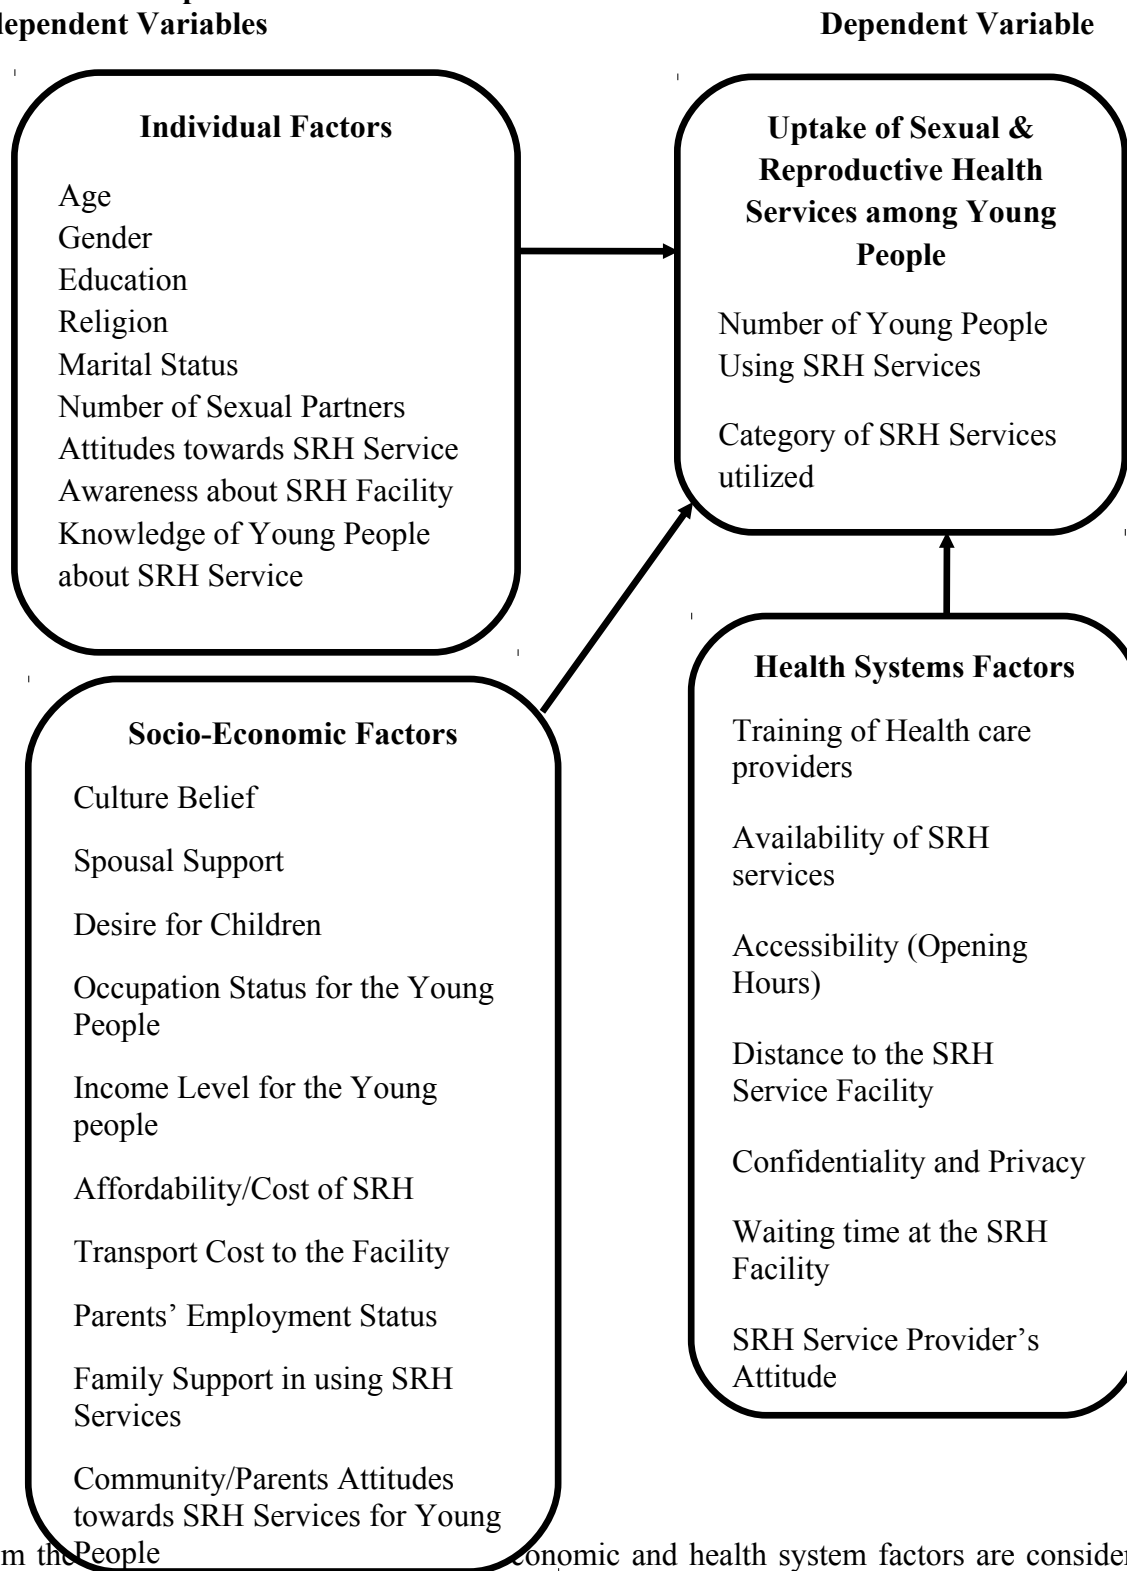 dependent Variables
Dependent Variable
Individual Factors
Age
Gender
Education
Religion
Marital Status
Number of Sexual Partners
Attitudes towards SRH Service
Awareness about SRH Facility
Knowledge of Young People
about SRH Service
Uptake of Sexual &
Reproductive Health
Services among Young
People
Number of Young People
Using SRH Services
Category of SRH Services
utilized
Socio-Economic Factors
Culture Belief
Spousal Support
Desire for Children
Occupation Status for the Young
People
Income Level for the Young
people
Affordability/Cost of SRH
Transport Cost to the Facility
Parents’ Employment Status
Family Support in using SRH
Services
Community/Parents Attitudes
towards SRH Services for Young
People
Health Systems Factors
Training of Health care
providers
Availability of SRH
services
Accessibility (Opening
Hours)
Distance to the SRH
Service Facility
Confidentiality and Privacy
Waiting time at the SRH
Facility
SRH Service Provider’s
Attitude
m the conomic and health system factors are consider